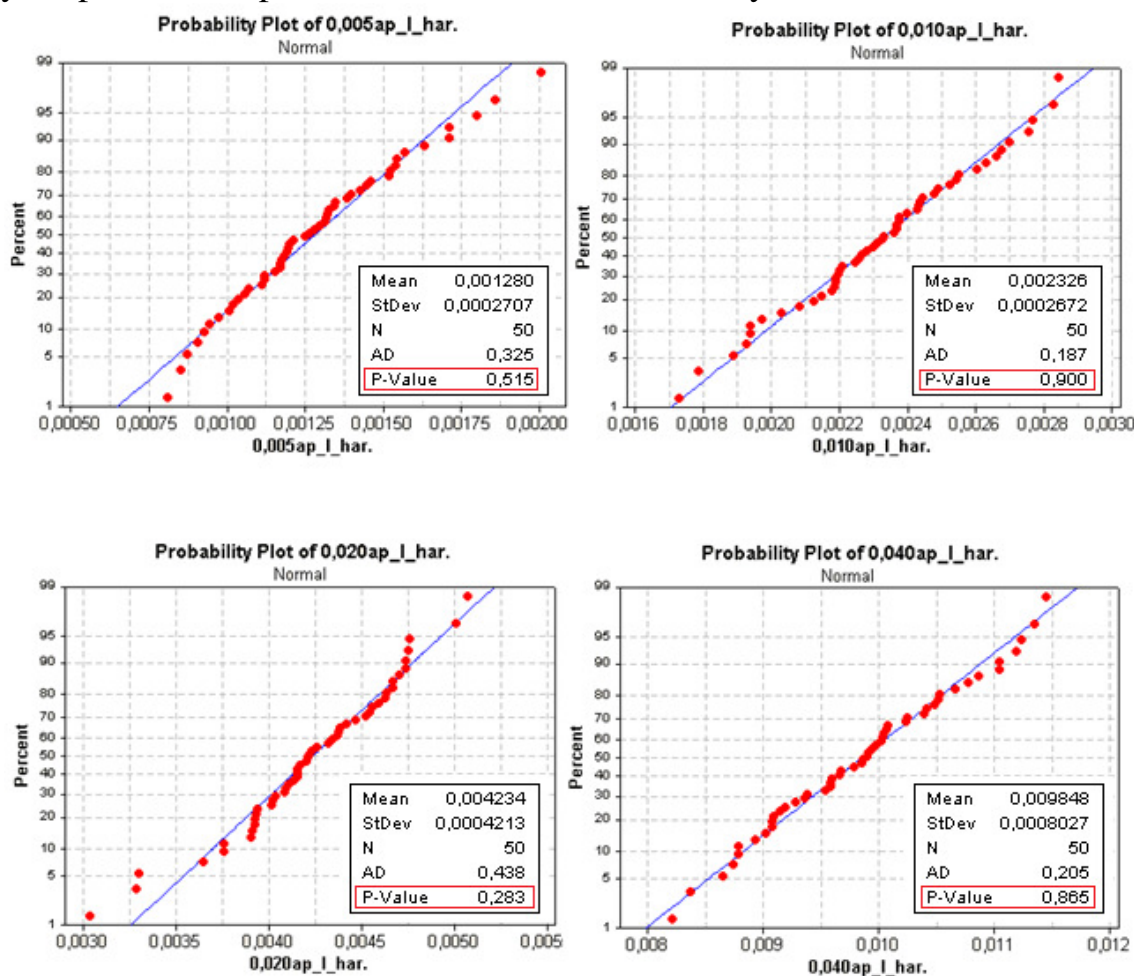 Probability Plot of 0,005ap_I_har.
Normal
99
95
90
80
70
60
50
40
30
20
10
5
1
Percent
Mean 0,001280
StDev 0,0002707
N 50
AD 0,325
P-Value 0,515
0,00050 0,00075 0,00100 0,00125 0,00150 0,00175 0,00200
0,005ap_I_har.
Probability Plot of 0,010ap_I_har.
Normal
99
95
90
80
70
60
50
40
30
20
10
5
1
Percent
Mean 0,002326
StDev 0,0002672
N 50
AD 0,187
P-Value 0,900
0,0016 0,0018 0,0020 0,0022 0,0024 0,0026 0,0028 0,0030
0,010ap_I_har.
Probability Plot of 0,020ap_I_har.
Normal
99
95
90
80
70
60
50
40
30
20
10
5
1
Percent
Mean 0,004234
StDev 0,0004213
N 50
AD 0,438
P-Value 0,283
0,0030 0,0035 0,0040 0,0045 0,0050 0,005
0,020ap_I_har.
Probability Plot of 0,040ap_I_har.
Normal
99
95
90
80
70
60
50
40
30
20
10
5
1
Percent
Mean 0,009848
StDev 0,0008027
N 50
AD 0,205
P-Value 0,865
0,008 0,009 0,010 0,011 0,012
0,040ap_I_har.